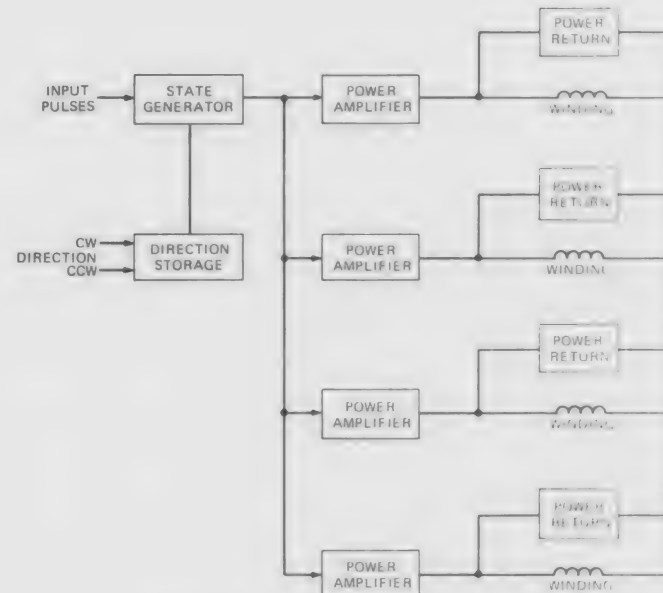 POWER
RETURN
INPUT
PULSES
STATE
GENERATOR
POWER
AMPLIFIER
WINDING
POWER
RETURN
CW
DIRECTION
CCW
DIRECTION
STORAGE
POWER
AMPLIFIER
WINDING
POWER
RETURN
POWER
AMPLIFIER
WINDING
POWER
RETURN
POWER
AMPLIFIER
WINDING